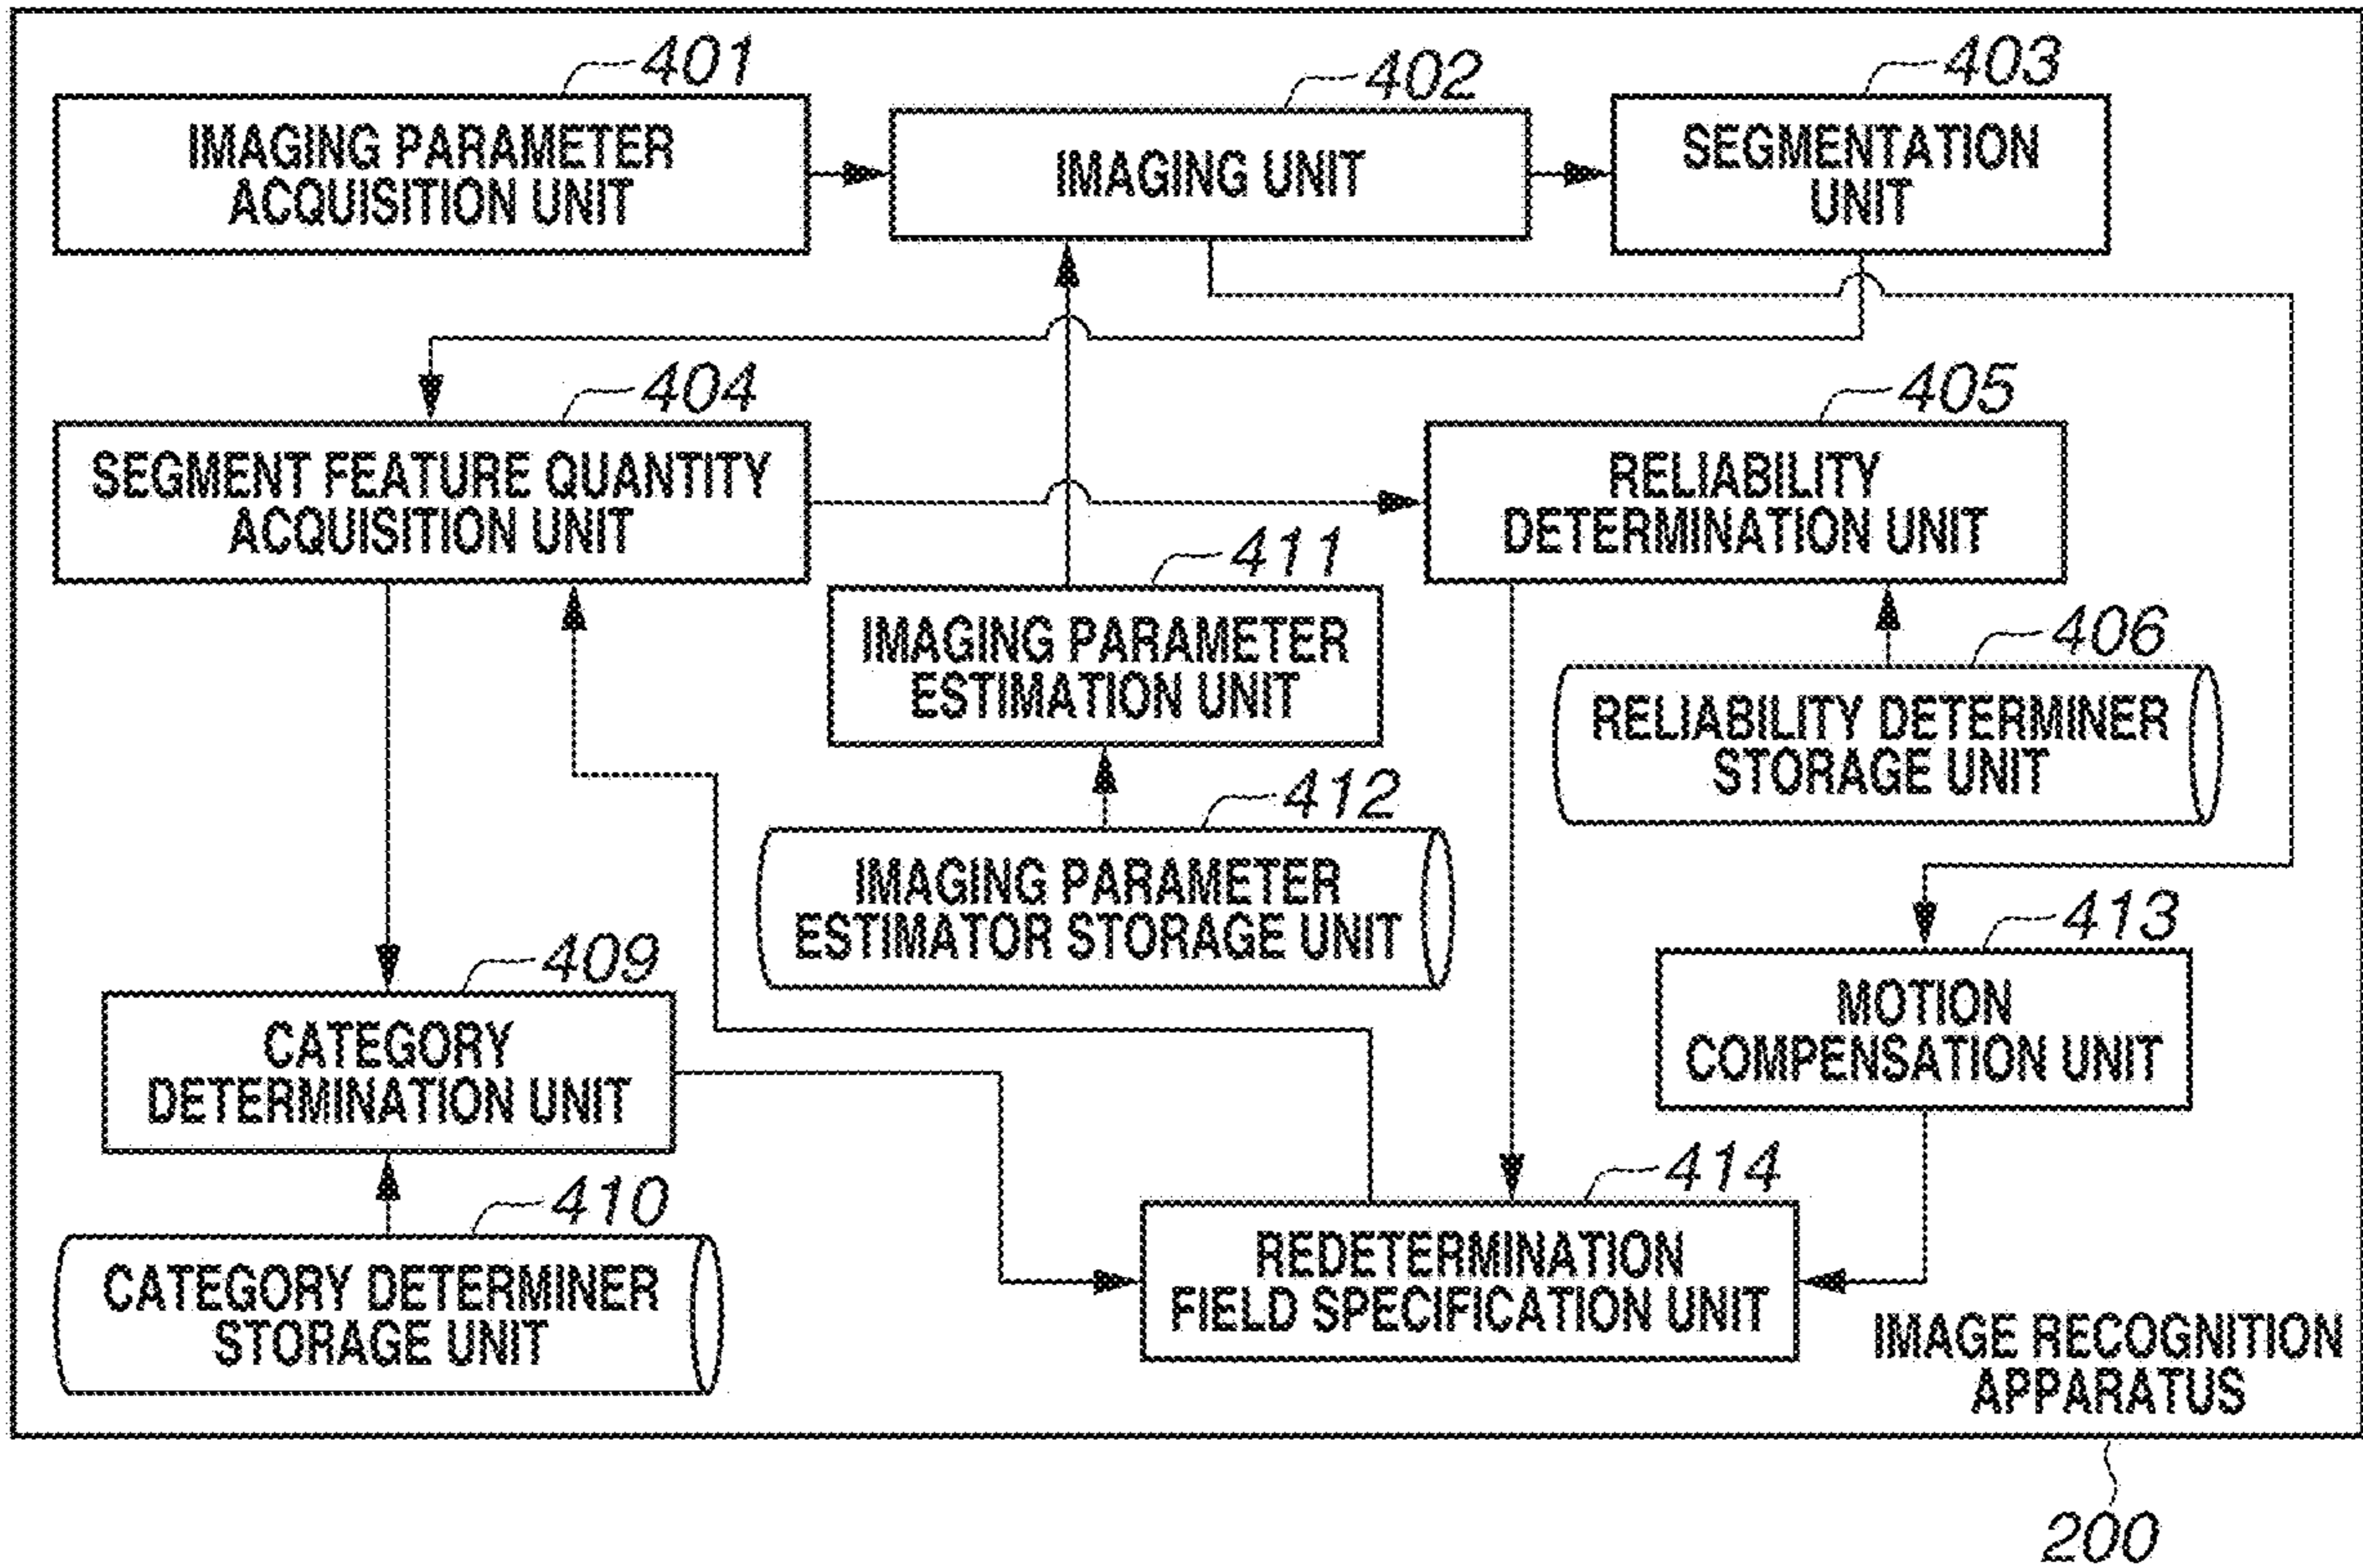 401
IMAGING PARAMETER
ACQUISITION UNIT
402
IMAGING UNIT
403
SEGMENTATION
UNIT
404
SEGMENT FEATURE QUANTITY
ACQUISITION UNIT
405
RELIABILITY
DETERMINATION UNIT
411
IMAGING PARAMETER
ESTIMATION UNIT
406
RELIABILITY DETERMINER
STORAGE UNIT
412
IMAGING PARAMETER
ESTIMATOR STORAGE UNIT
413
MOTION
COMPENSATION UNIT
409
CATEGORY
DETERMINATION UNIT
410
CATEGORY DETERMINER
STORAGE UNIT
414
REDETERMINATION
FIELD SPECIFICATION UNIT
IMAGE RECOGNITION
APPARATUS
200